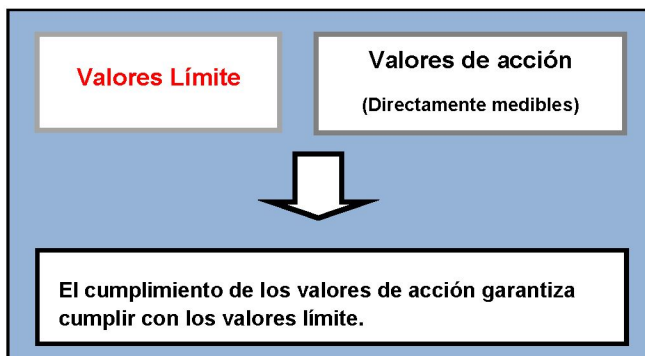 Valores Límite
Valores de acción
(Directamente medibles)
El cumplimiento de los valores de acción garantiza
cumplir con los valores límite.